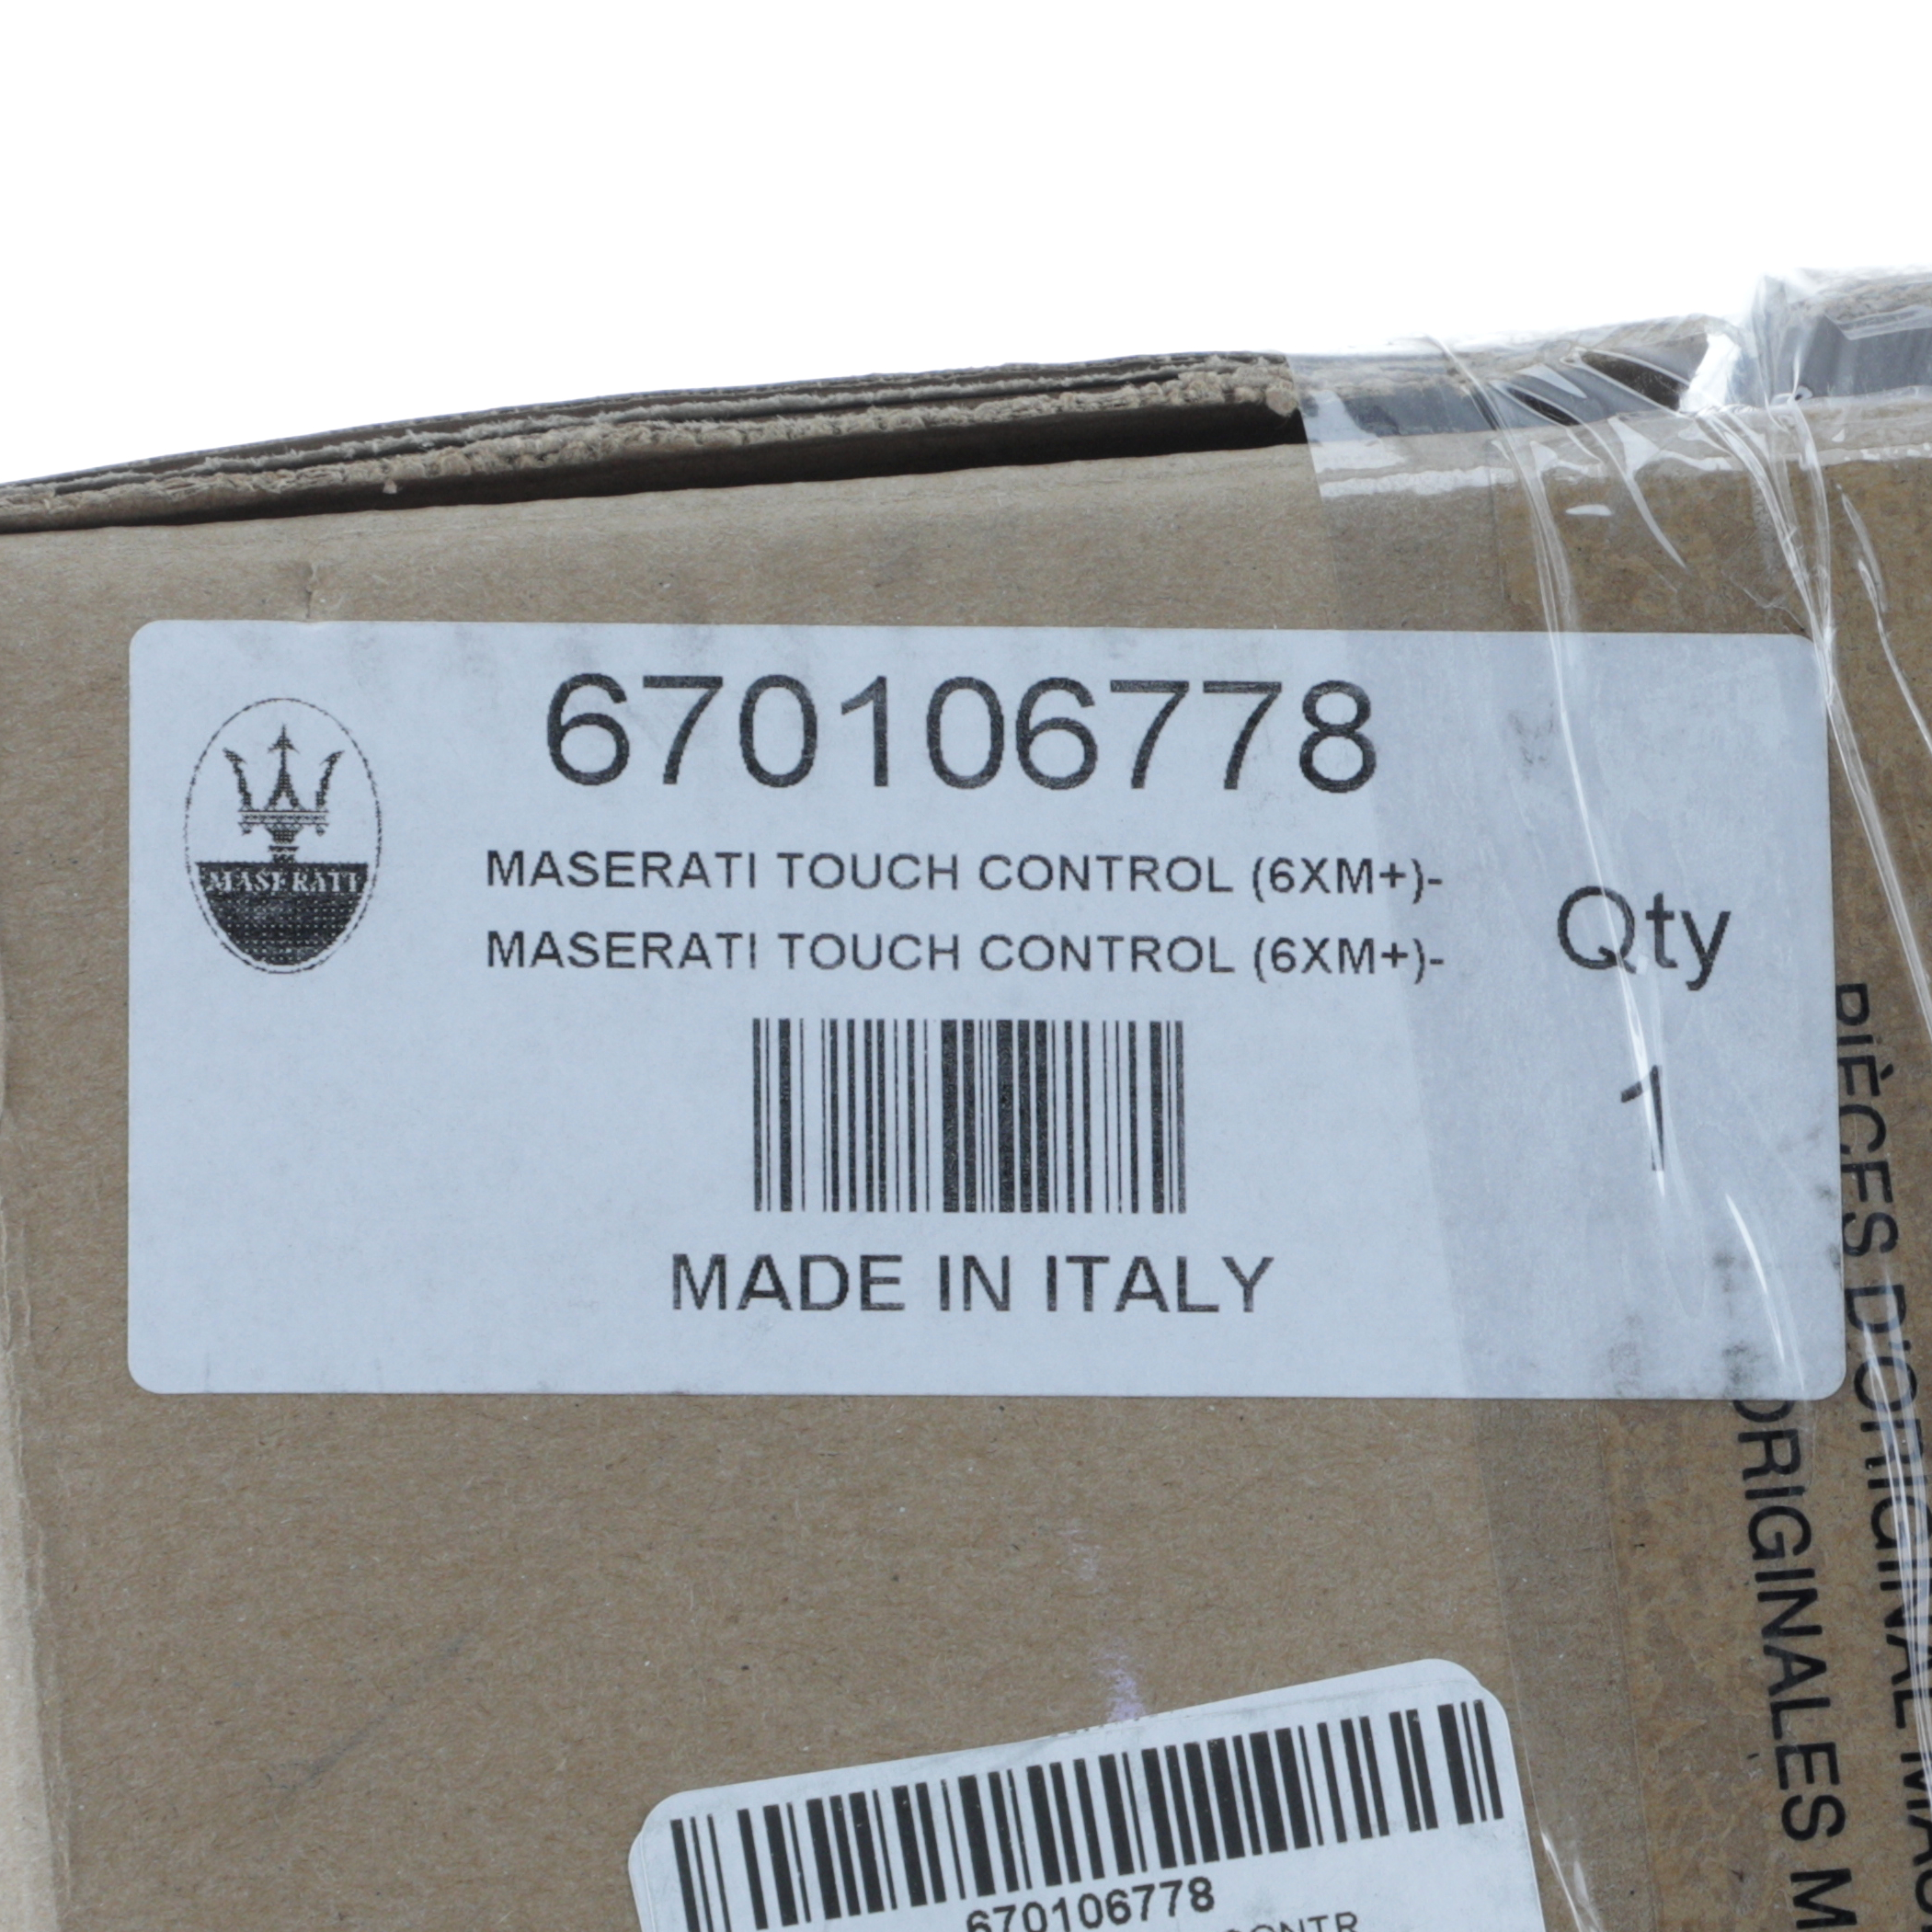 670106778
MASERATI
MASERATI TOUCH CONTROL (6XM+)-
MASERATI TOUCH CONTROL (6XM+)-
Qty
1
MADE IN ITALY
PIÈCES D'ORIGINAL
ORIGINALES
670106778